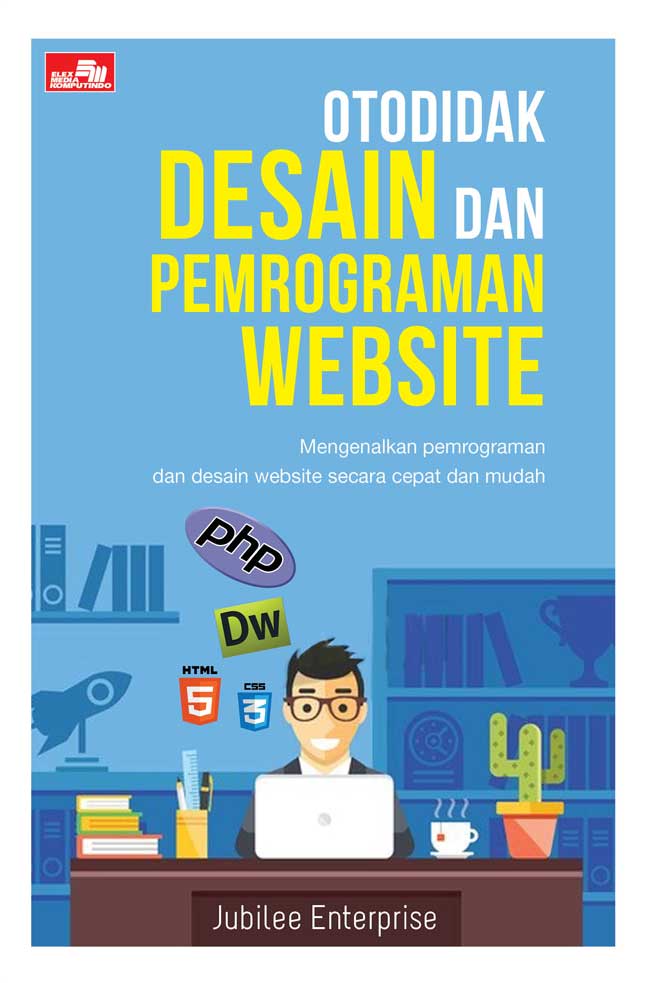 ELEX
MEDIA
KOMPUTINDO
OTODIDAK
DESAIN DAN
PEMROGRAMAN
WEBSITE
Mengenalkan pemrograman
dan desain website secara cepat dan mudah
php
Dw
HTML
5
CSS
3
Jubilee Enterprise